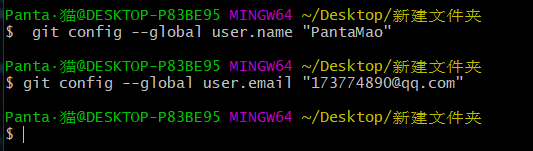 Panta·猫@DESKTOP-P83BE95 MINGW64 ~/Desktop/新建文件夹
$  git config --global user.name "PantaMao"
Panta·猫@DESKTOP-P83BE95 MINGW64 ~/Desktop/新建文件夹
$ git config --global user.email "173774890@qq.com"
Panta·猫@DESKTOP-P83BE95 MINGW64 ~/Desktop/新建文件夹
$